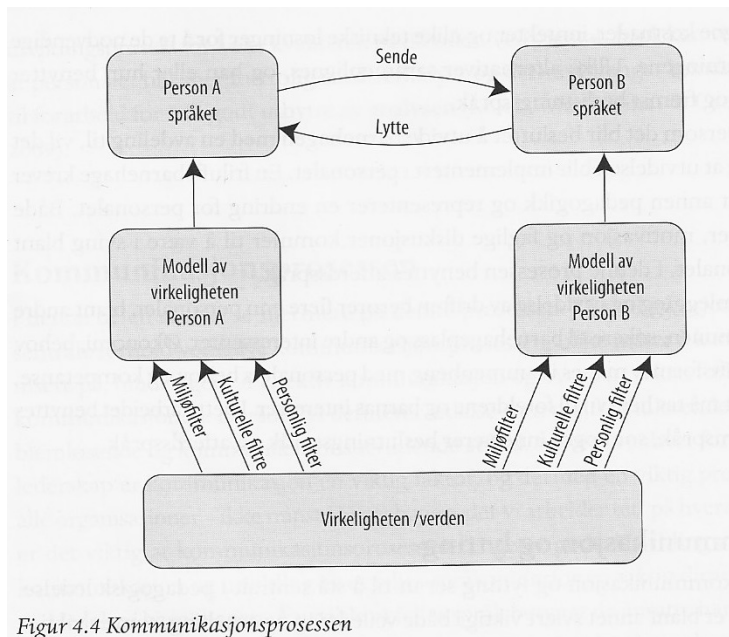 Sende
Person A
språket
Person B
språket
Lytte
Modell av
virkeligheten
Person A
Modell av
virkeligheten
Person B
Miljøfilter
Kulturelle filtre
Personlig filter
Miljøfilter
Kulturelle filtre
Personlig filter
Virkeligheten /verden
Figur 4.4 Kommunikasjonsprosessen